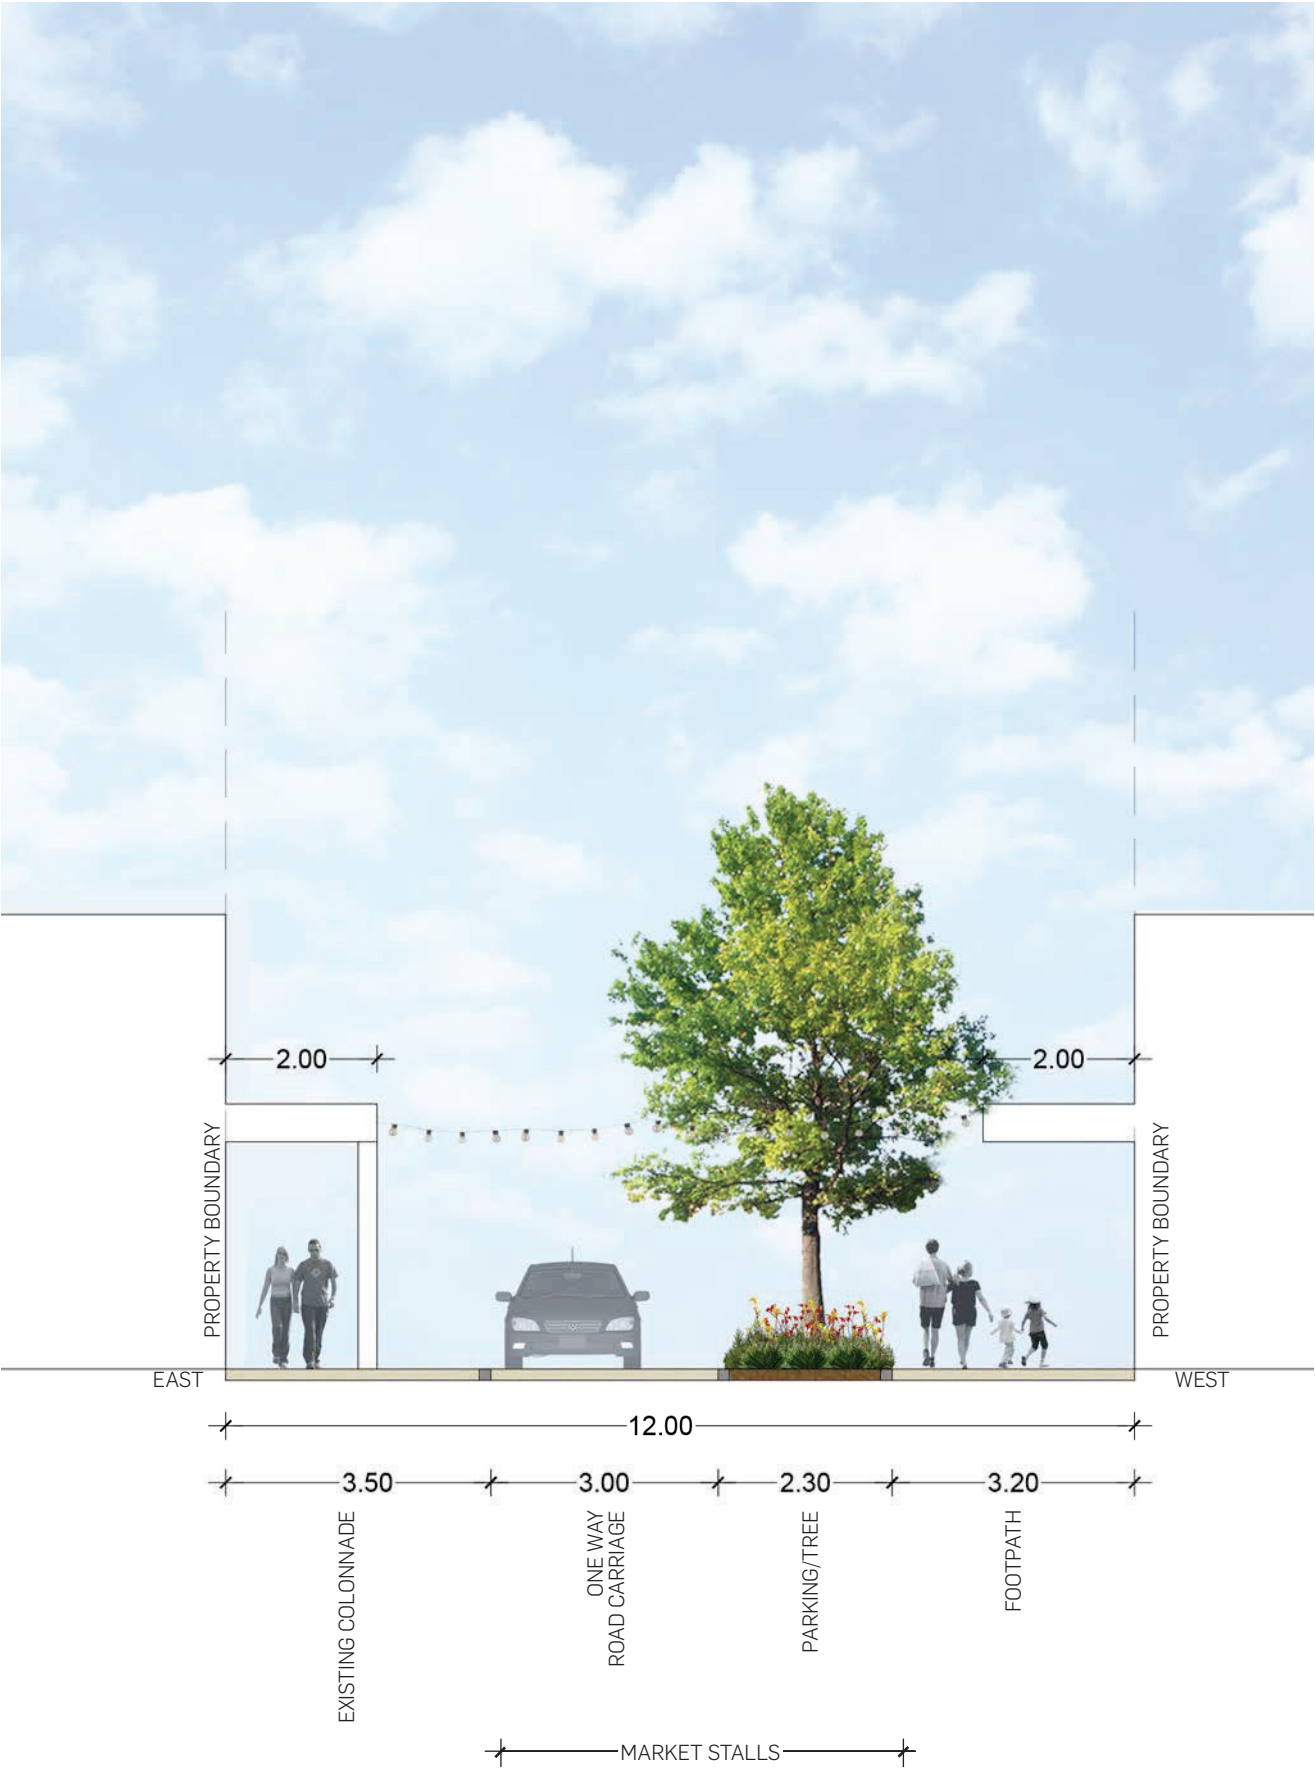 2.00
2.00
PROPERTY BOUNDARY
PROPERTY BOUNDARY
EAST
WEST
12.00
3.50
3.00
2.30
3.20
EXISTING COLONNADE
ONE WAY
ROAD CARRIAGE
PARKING/TREE
FOOTPATH
MARKET STALLS